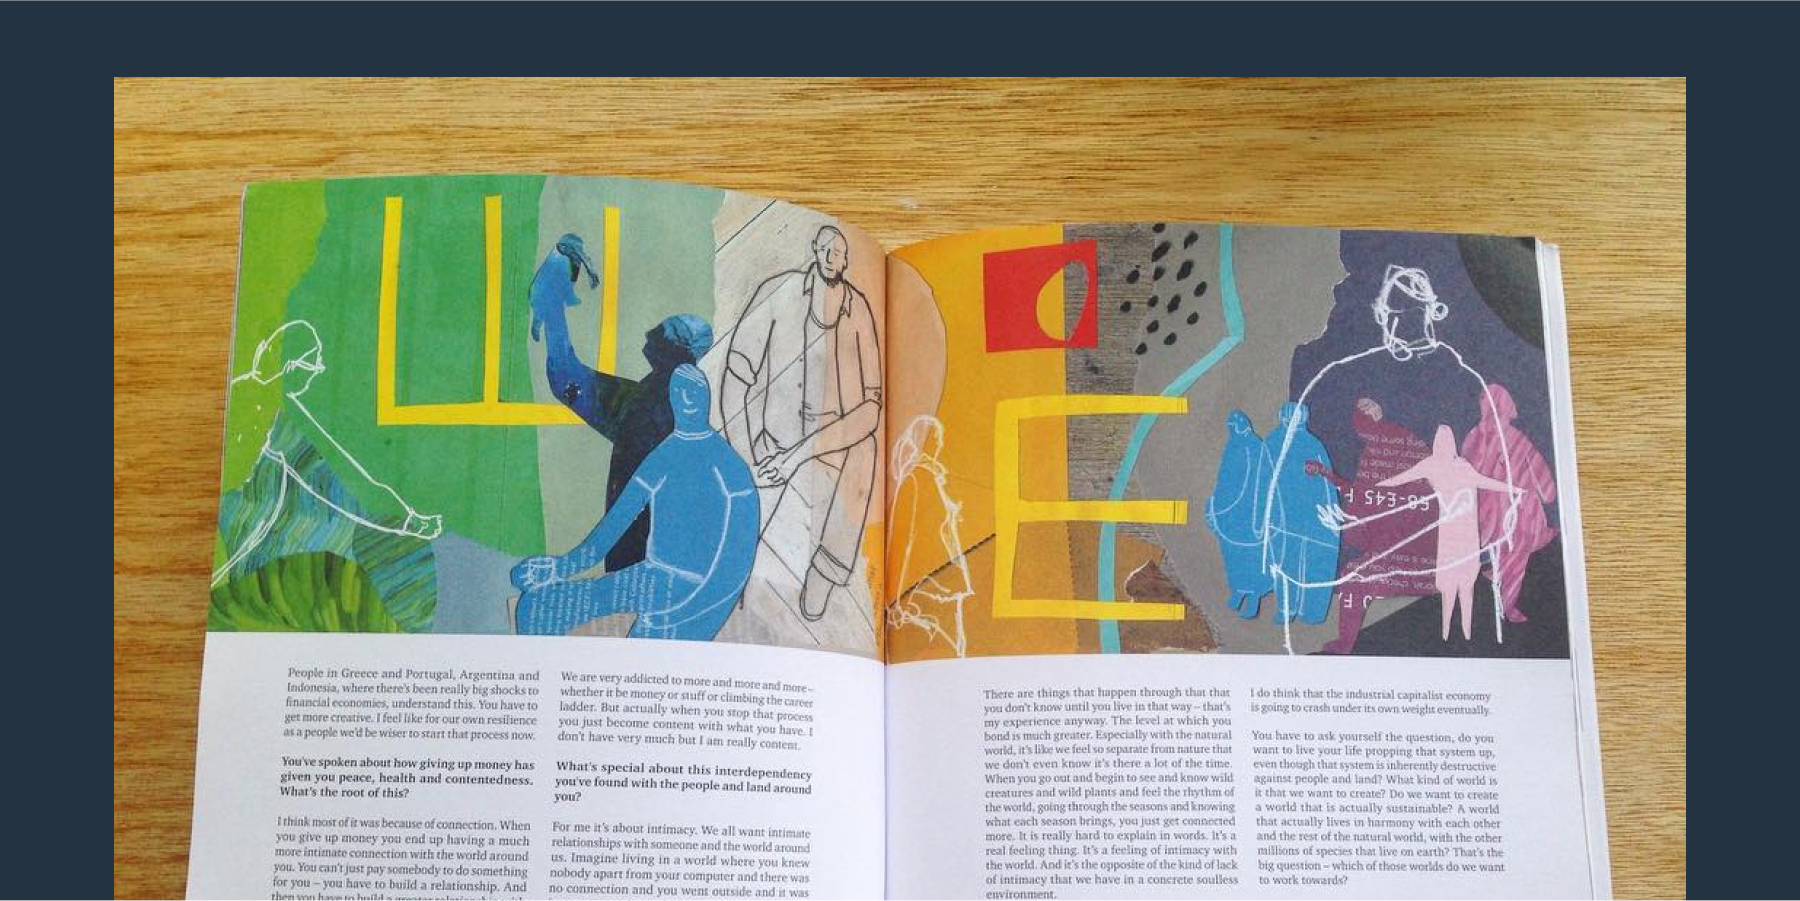 People in Greece and Portugal, Argentina and
Indonesia, where there's been really big shocks to
financial economies, understand this. You have to
get more creative. I feel like for our own resilience
as a people we'd be wiser to start that process now.
You've spoken about how giving up money has
given you peace, health and contentedness.
What's the root of this?
I think most of it was because of connection. When
you give up money you end up having a much
more intimate connection with the world around
you. You can't just pay somebody to do something
for you – you have to build a relationship. And
then you have to build a greater relationship with
We are very addicted to more and more and more –
whether it be money or stuff or climbing the career
ladder. But actually when you stop that process
you just become content with what you have. I
don't have very much but I am really content.
What's special about this interdependency
you've found with the people and land around
you?
For me it's about intimacy. We all want intimate
relationships with someone and the world around
us. Imagine living in a world where you knew
nobody apart from your computer and there was
no connection and you went outside and it was
There are things that happen through that that
you don't know until you live in that way – that's
my experience anyway. The level at which you
bond is much greater. Especially with the natural
world, it's like we feel so separate from nature that
we don't even know it's there a lot of the time.
When you go out and begin to see and know wild
creatures and wild plants and feel the rhythm of
the world, going through the seasons and knowing
what each season brings, you just get connected
more. It is really hard to explain in words. It's a
real feeling thing. It's a feeling of intimacy with
the world. And it's the opposite of the kind of lack
of intimacy that we have in a concrete soulless
environment.
I do think that the industrial capitalist economy
is going to crash under its own weight eventually.
You have to ask yourself the question, do you
want to live your life propping that system up,
even though that system is inherently destructive
against people and land? What kind of world is
it that we want to create? Do we want to create
a world that is actually sustainable? A world
that actually lives in harmony with each other
and the rest of the natural world, with the other
millions of species that live on earth? That's the
big question – which of those worlds do we want
to work towards?